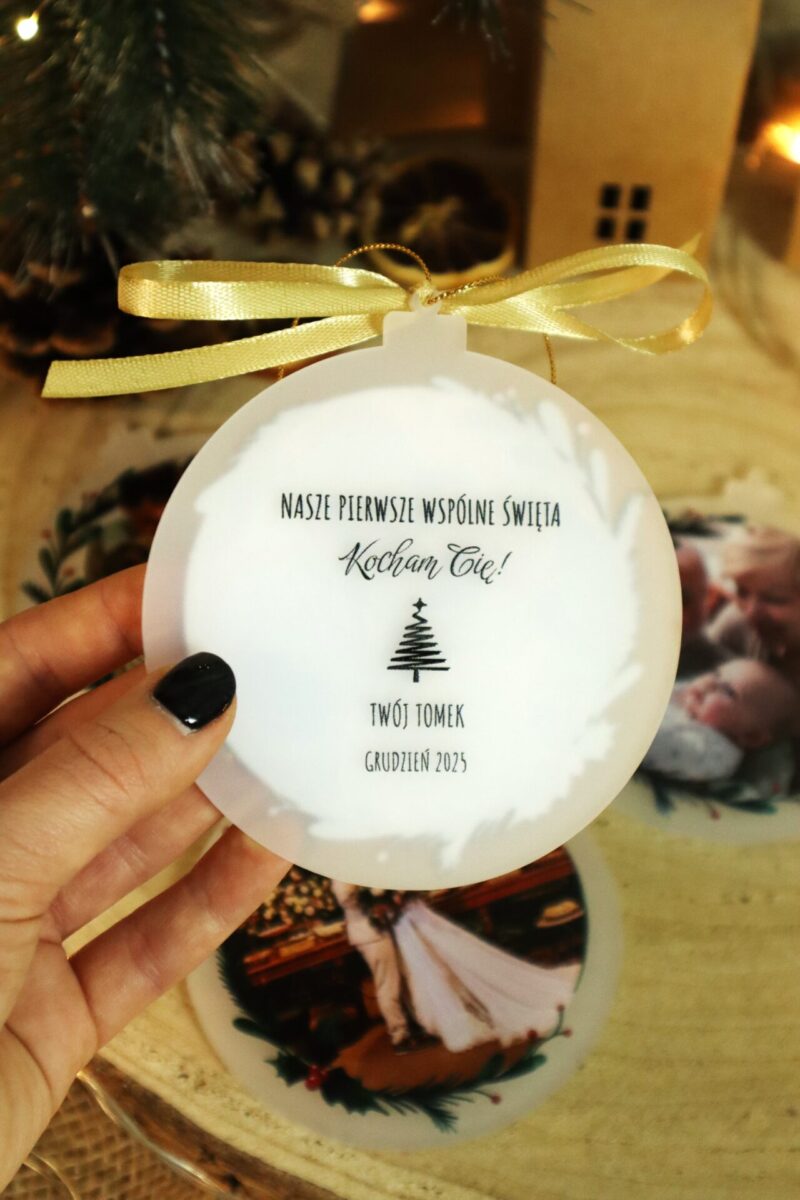 NASZE PIERWSZE WSPÓLNE ŚWIĘTA
Kocham Cię!
TWÓJ TOMEK
GRUDZIEŃ 2025